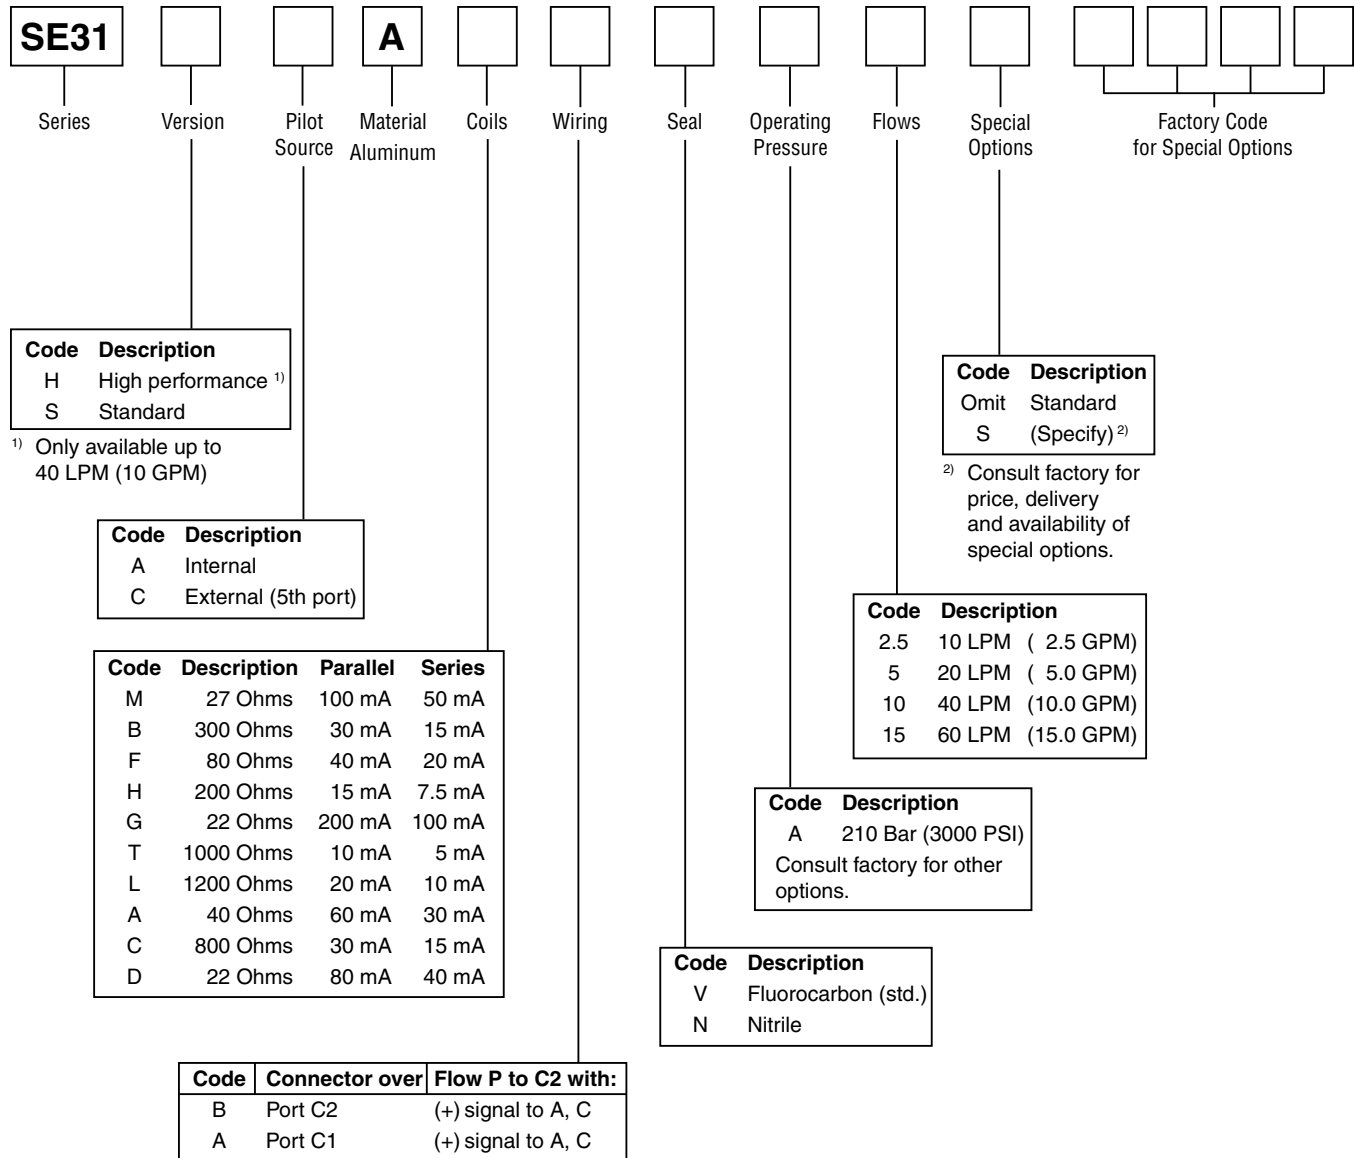 SE31 A
Series Version Pilot Source Material Aluminum Coils Wiring Seal Operating Pressure Flows Special Options Factory Code for Special Options
Code Description
H High performance 1)
S Standard
1) Only available up to
40 LPM (10 GPM)
Code Description
Omit Standard
S (Specify) 2)
2) Consult factory for
price, delivery
and availability of
special options.
Code Description
A Internal
C External (5th port)
Code Description
2.5 10 LPM ( 2.5 GPM)
5 20 LPM ( 5.0 GPM)
10 40 LPM (10.0 GPM)
15 60 LPM (15.0 GPM)
Code Description Parallel Series
M 27 Ohms 100 mA 50 mA
B 300 Ohms 30 mA 15 mA
F 80 Ohms 40 mA 20 mA
H 200 Ohms 15 mA 7.5 mA
G 22 Ohms 200 mA 100 mA
T 1000 Ohms 10 mA 5 mA
L 1200 Ohms 20 mA 10 mA
A 40 Ohms 60 mA 30 mA
C 800 Ohms 30 mA 15 mA
D 22 Ohms 80 mA 40 mA
Code Description
A 210 Bar (3000 PSI)
Consult factory for other
options.
Code Description
V Fluorocarbon (std.)
N Nitrile
Code Connector over Flow P to C2 with:
B Port C2 (+) signal to A, C
A Port C1 (+) signal to A, C